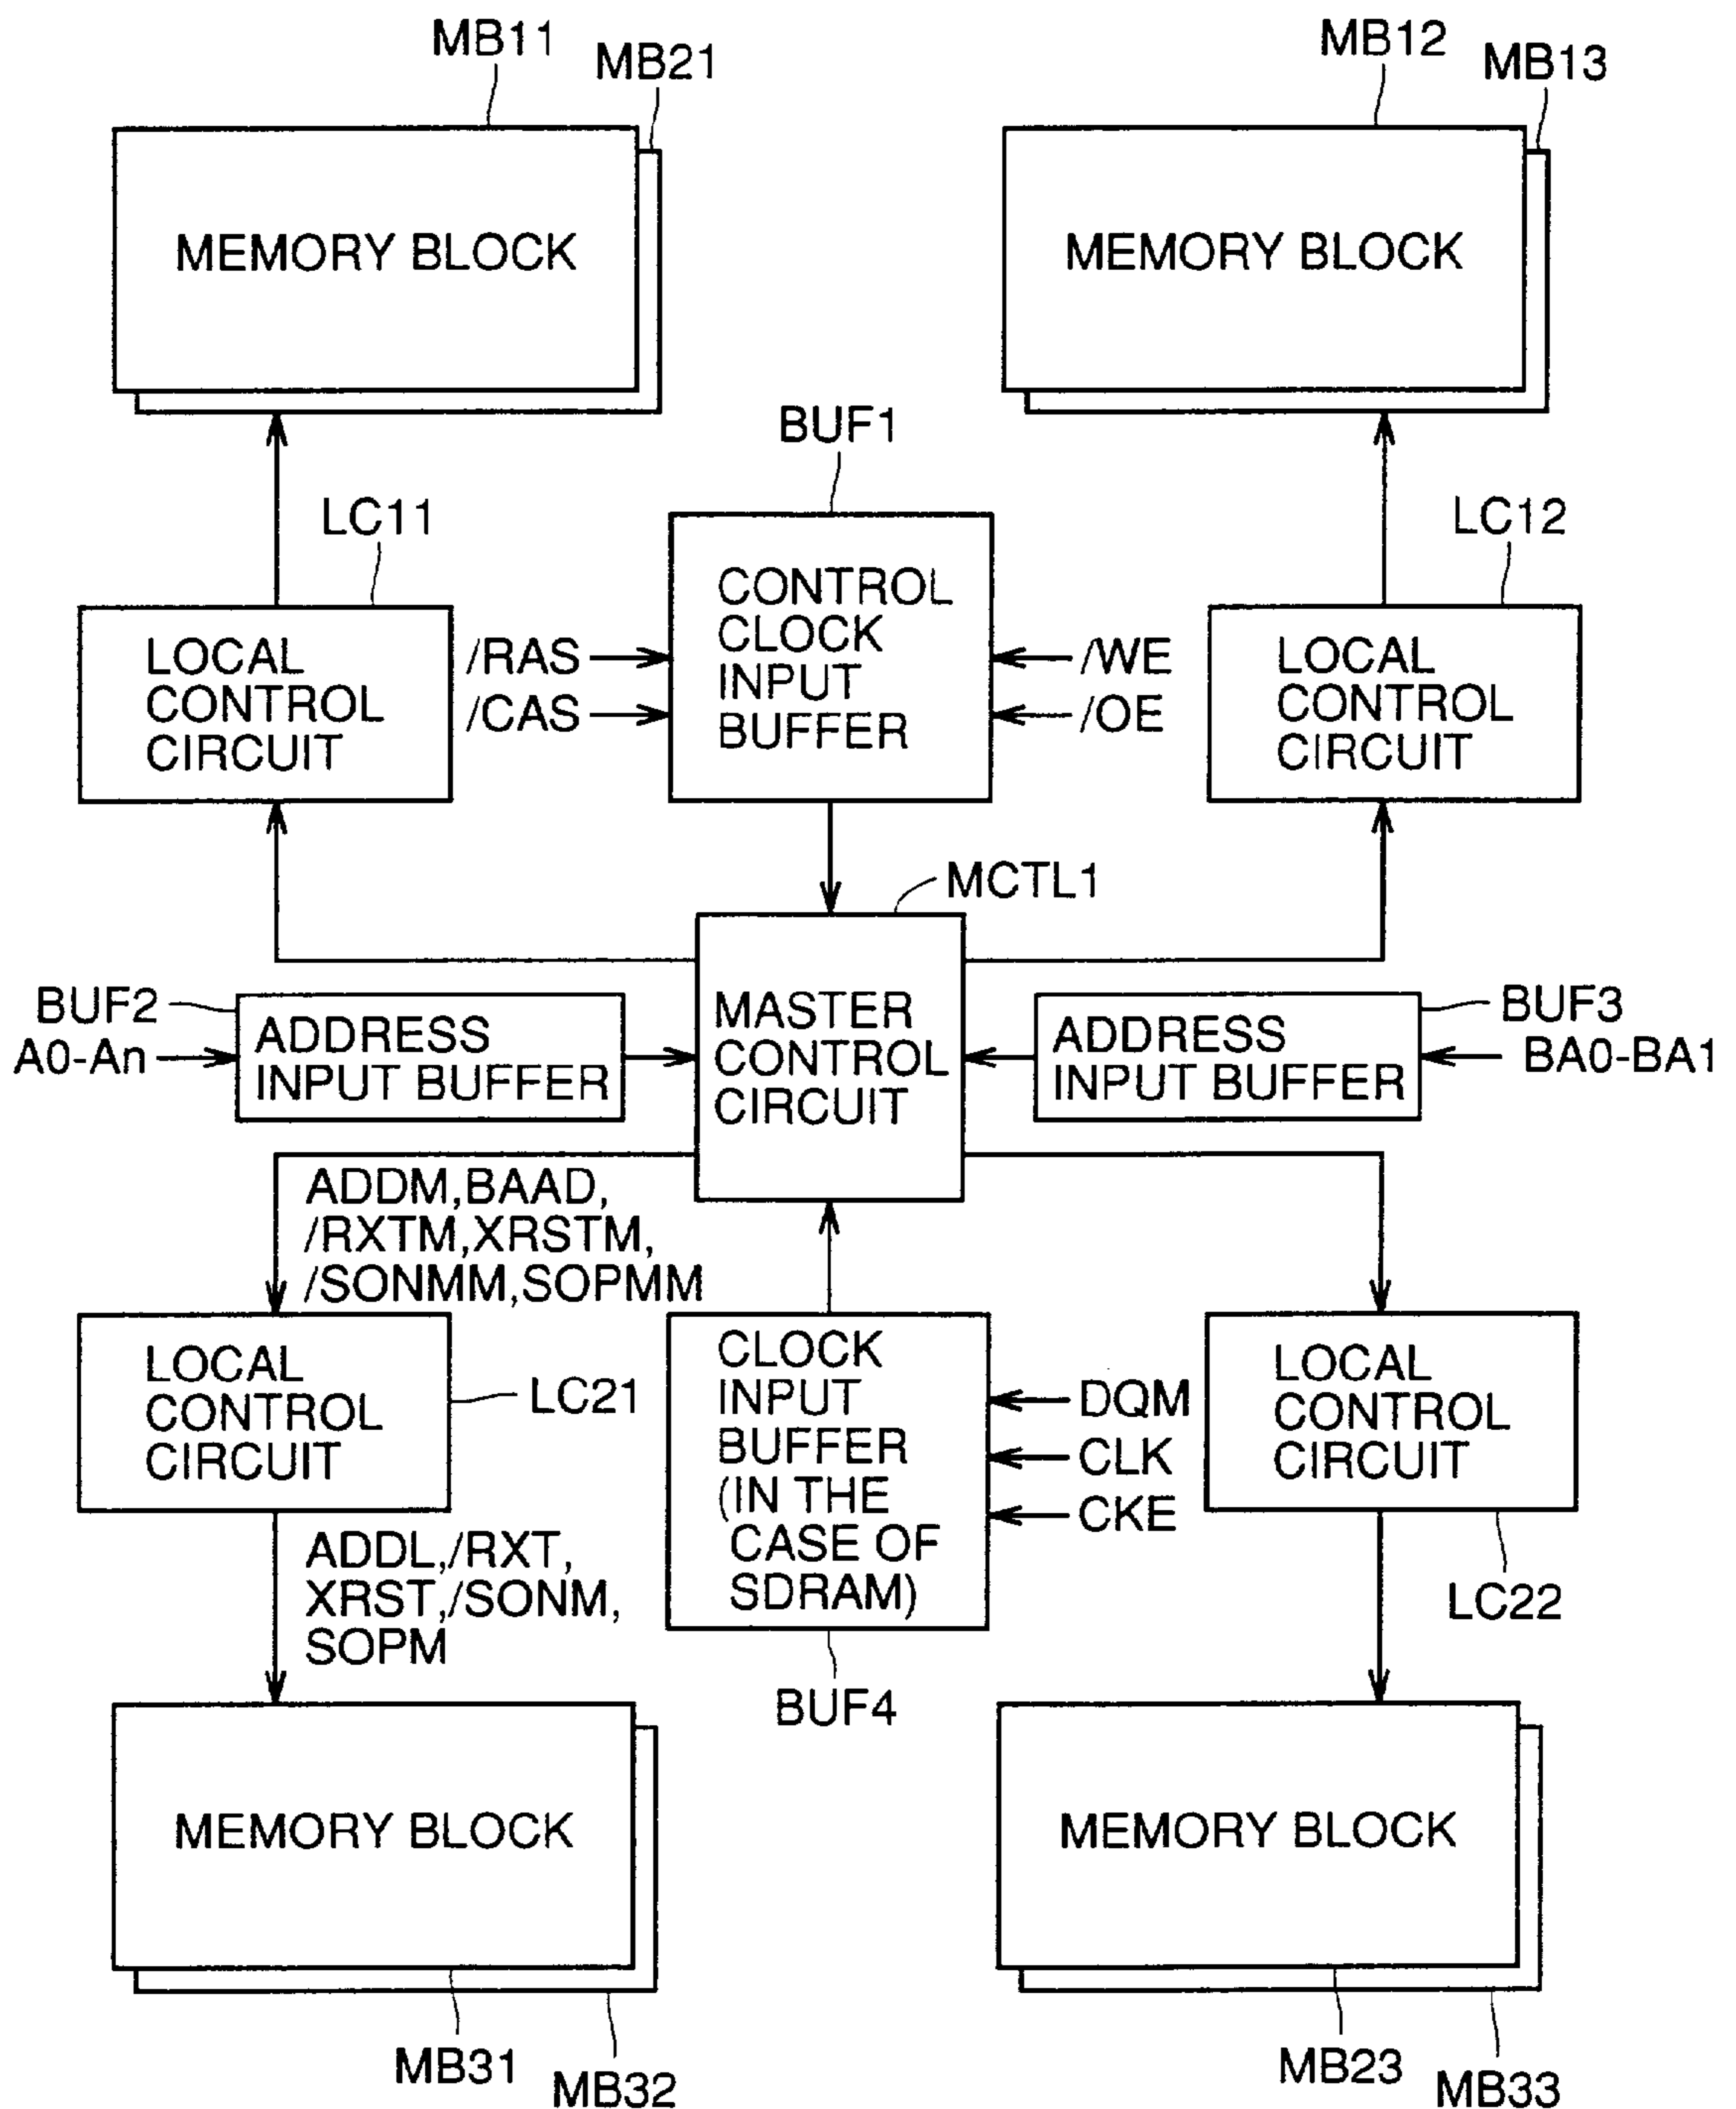 MB11
MB21
MB12
MB13
MEMORY BLOCK
MEMORY BLOCK
BUF1
LC11
LC12
LOCAL
CONTROL
CIRCUIT
/RAS
/CAS
CONTROL
CLOCK
INPUT
BUFFER
/WE
/OE
LOCAL
CONTROL
CIRCUIT
MCTL1
BUF2
A0-An
ADDRESS
INPUT BUFFER
MASTER
CONTROL
CIRCUIT
ADDRESS
INPUT BUFFER
BUF3
BA0-BA1
ADDM,BAAD,
/RXTM,XRSTM,
/SONMM,SOPMM
LOCAL
CONTROL
CIRCUIT
LC21
CLOCK
INPUT
BUFFER
(IN THE
CASE OF
SDRAM)
DQM
CLK
CKE
LOCAL
CONTROL
CIRCUIT
LC22
ADDL,/RXT,
XRST,/SONM,
SOPM
BUF4
MEMORY BLOCK
MEMORY BLOCK
MB31
MB32
MB23
MB33